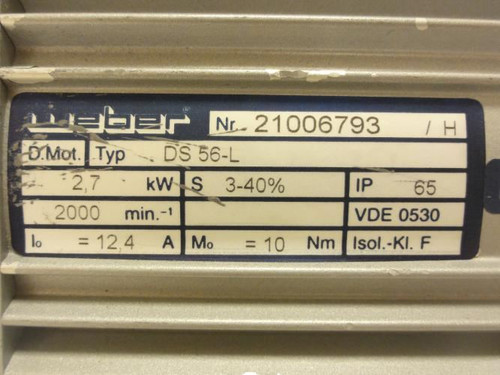 weber Nr. 21006793 / H
D.Mot. Typ DS 56-L
2,7 kW S 3-40% IP 65
2000 min.-¹ VDE 0530
I₀ = 12,4 A M₀ = 10 Nm Isol.-Kl. F